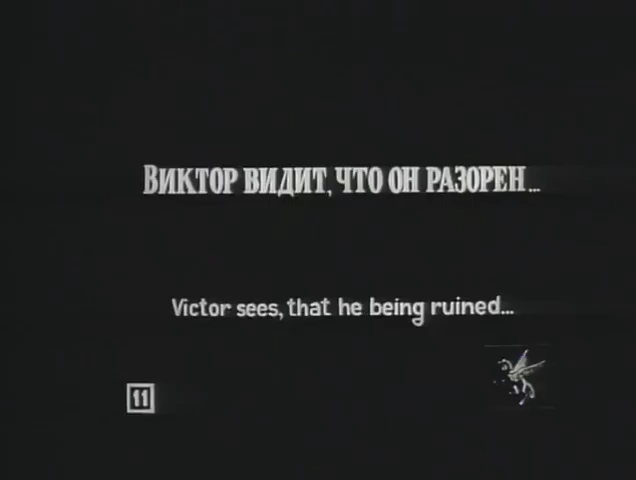 ВИКТОР ВИДИТ, ЧТО ОН РАЗОРЕН...
Victor sees, that he being ruined...
11